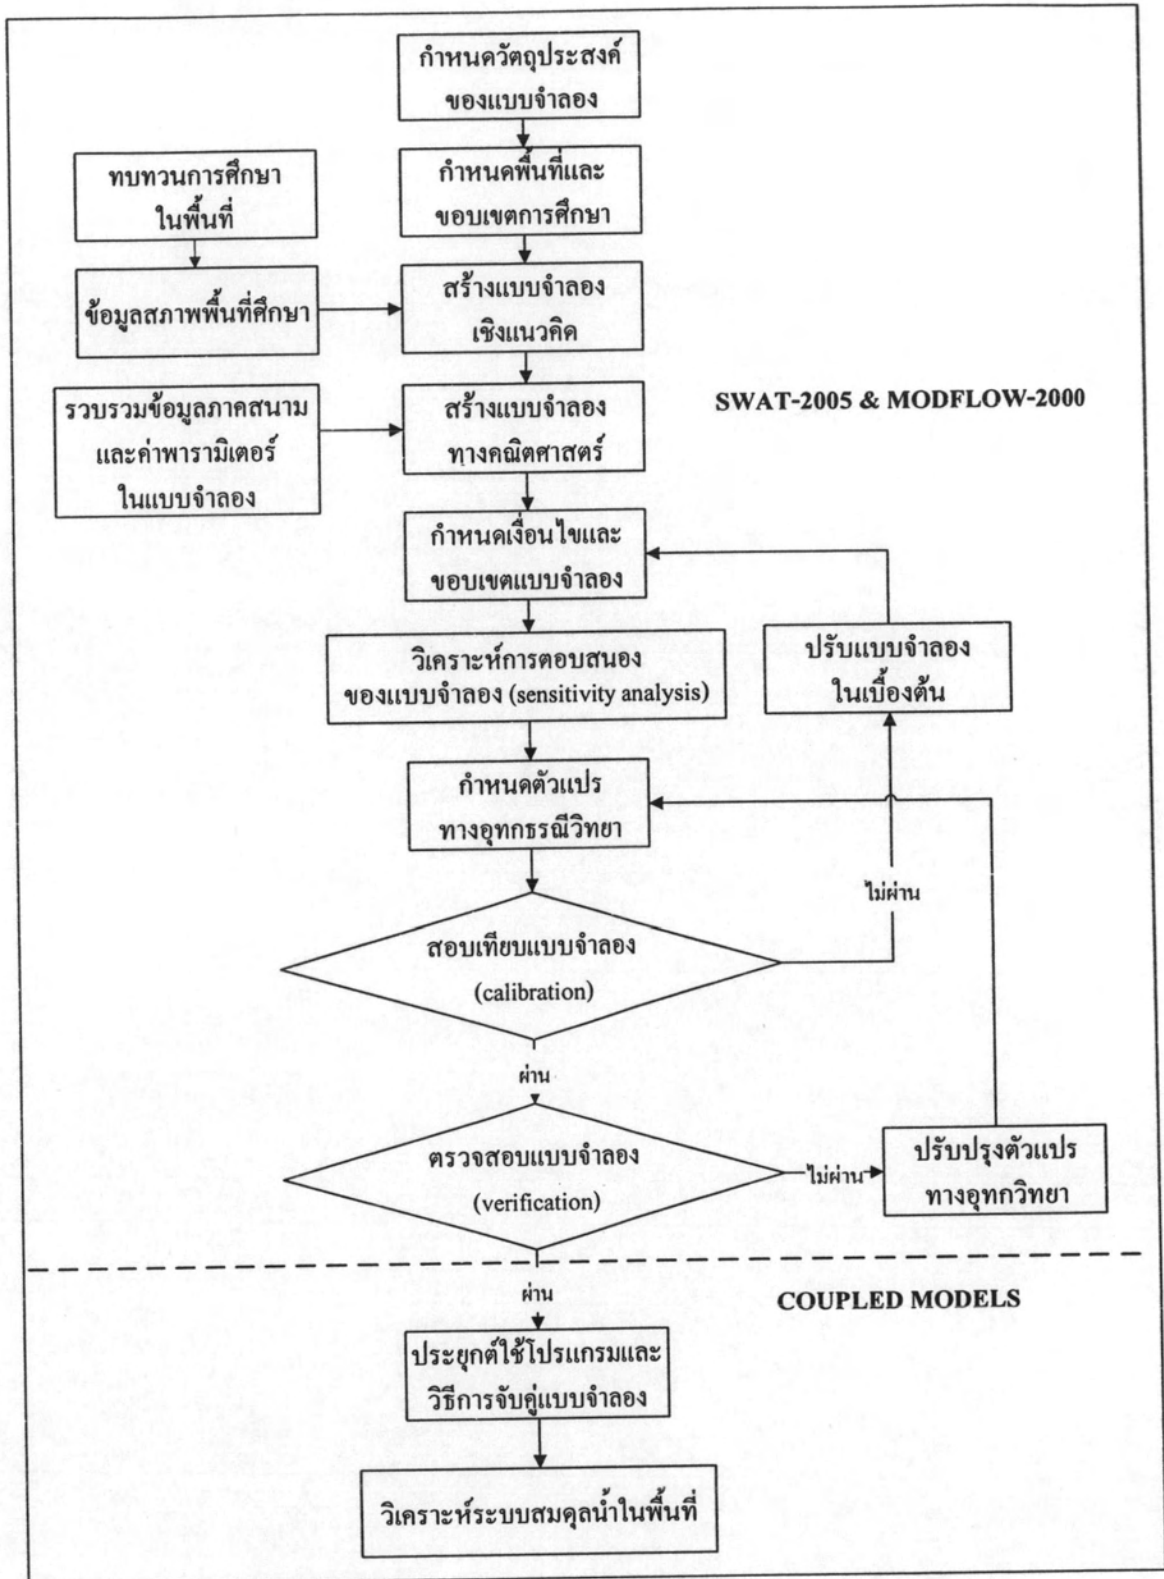 กำหนดวัตถุประสงค์
ของแบบจำลอง
ทบทวนการศึกษา
ในพื้นที่
กำหนดพื้นที่และ
ขอบเขตการศึกษา
ข้อมูลสภาพพื้นที่ศึกษา
สร้างแบบจำลอง
เชิงแนวคิด
รวบรวมข้อมูลภาคสนาม
และค่าพารามิเตอร์
ในแบบจำลอง
สร้างแบบจำลอง
ทางคณิตศาสตร์
SWAT-2005 & MODFLOW-2000
กำหนดเงื่อนไขและ
ขอบเขตแบบจำลอง
วิเคราะห์การตอบสนอง
ของแบบจำลอง (sensitivity analysis)
ปรับแบบจำลอง
ในเบื้องต้น
กำหนดตัวแปร
ทางอุทกธรณีวิทยา
ไม่ผ่าน
สอบเทียบแบบจำลอง
(calibration)
ผ่าน
ตรวจสอบแบบจำลอง
(verification)
ไม่ผ่าน
ปรับปรุงตัวแปร
ทางอุทกวิทยา
ผ่าน
COUPLED MODELS
ประยุกต์ใช้โปรแกรมและ
วิธีการจับคู่แบบจำลอง
วิเคราะห์ระบบสมดุลน้ำในพื้นที่